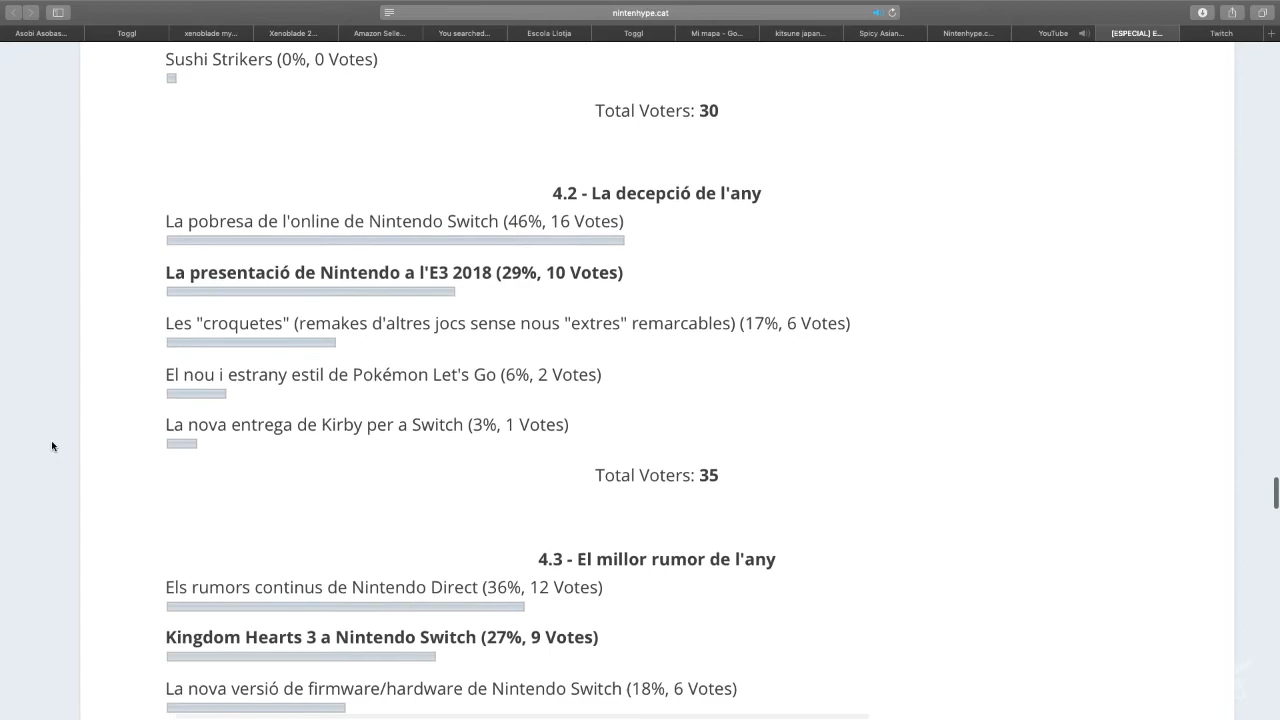 nintenhype.cat
Asobi Asobas...
Toggl
xenoblade my...
Xenoblade 2...
Amazon Selle...
You searched...
Escola Llotja
Toggl
Mi mapa - Go...
kitsune japan...
Spicy Asian...
Nintenhype.c...
YouTube
[ESPECIAL] E...
Twitch
Sushi Strikers (0%, 0 Votes)
Total Voters: 30
4.2 - La decepció de l'any
La pobresa de l'online de Nintendo Switch (46%, 16 Votes)
La presentació de Nintendo a l'E3 2018 (29%, 10 Votes)
Les "croquetes" (remakes d'altres jocs sense nous "extres" remarcables) (17%, 6 Votes)
El nou i estrany estil de Pokémon Let's Go (6%, 2 Votes)
La nova entrega de Kirby per a Switch (3%, 1 Votes)
Total Voters: 35
4.3 - El millor rumor de l'any
Els rumors continus de Nintendo Direct (36%, 12 Votes)
Kingdom Hearts 3 a Nintendo Switch (27%, 9 Votes)
La nova versió de firmware/hardware de Nintendo Switch (18%, 6 Votes)